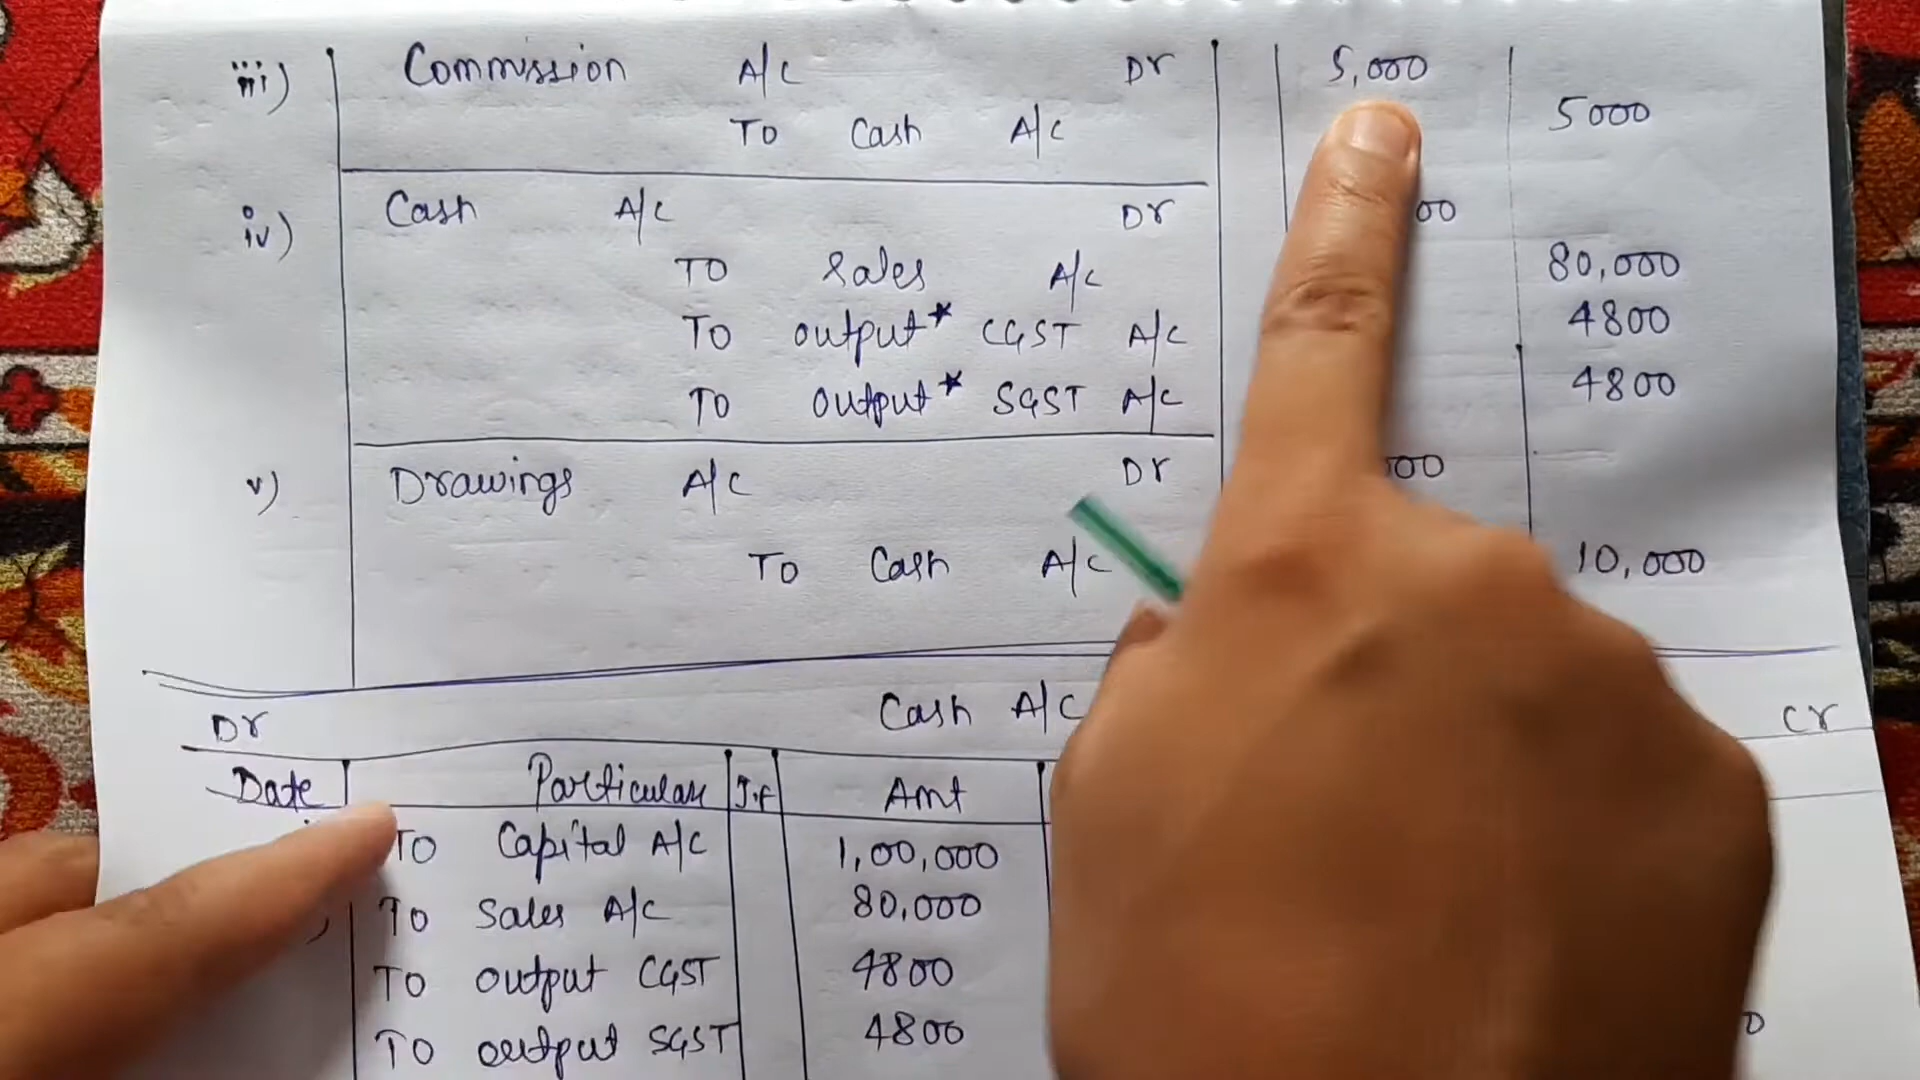 iii) Commission A/C Dr 5,000
To Cash A/C 5000
iv) Cash A/C Dr 00
To Sales A/C 80,000
To output* CGST A/C 4800
To output* SGST A/C 4800
v) Drawings A/C Dr 000
To Cash A/C 10,000
Dr Cash A/C Cr
Date Particulars J.F Amt
To Capital A/C 1,00,000
To Sales A/C 80,000
To output CGST 4800
To output SGST 4800